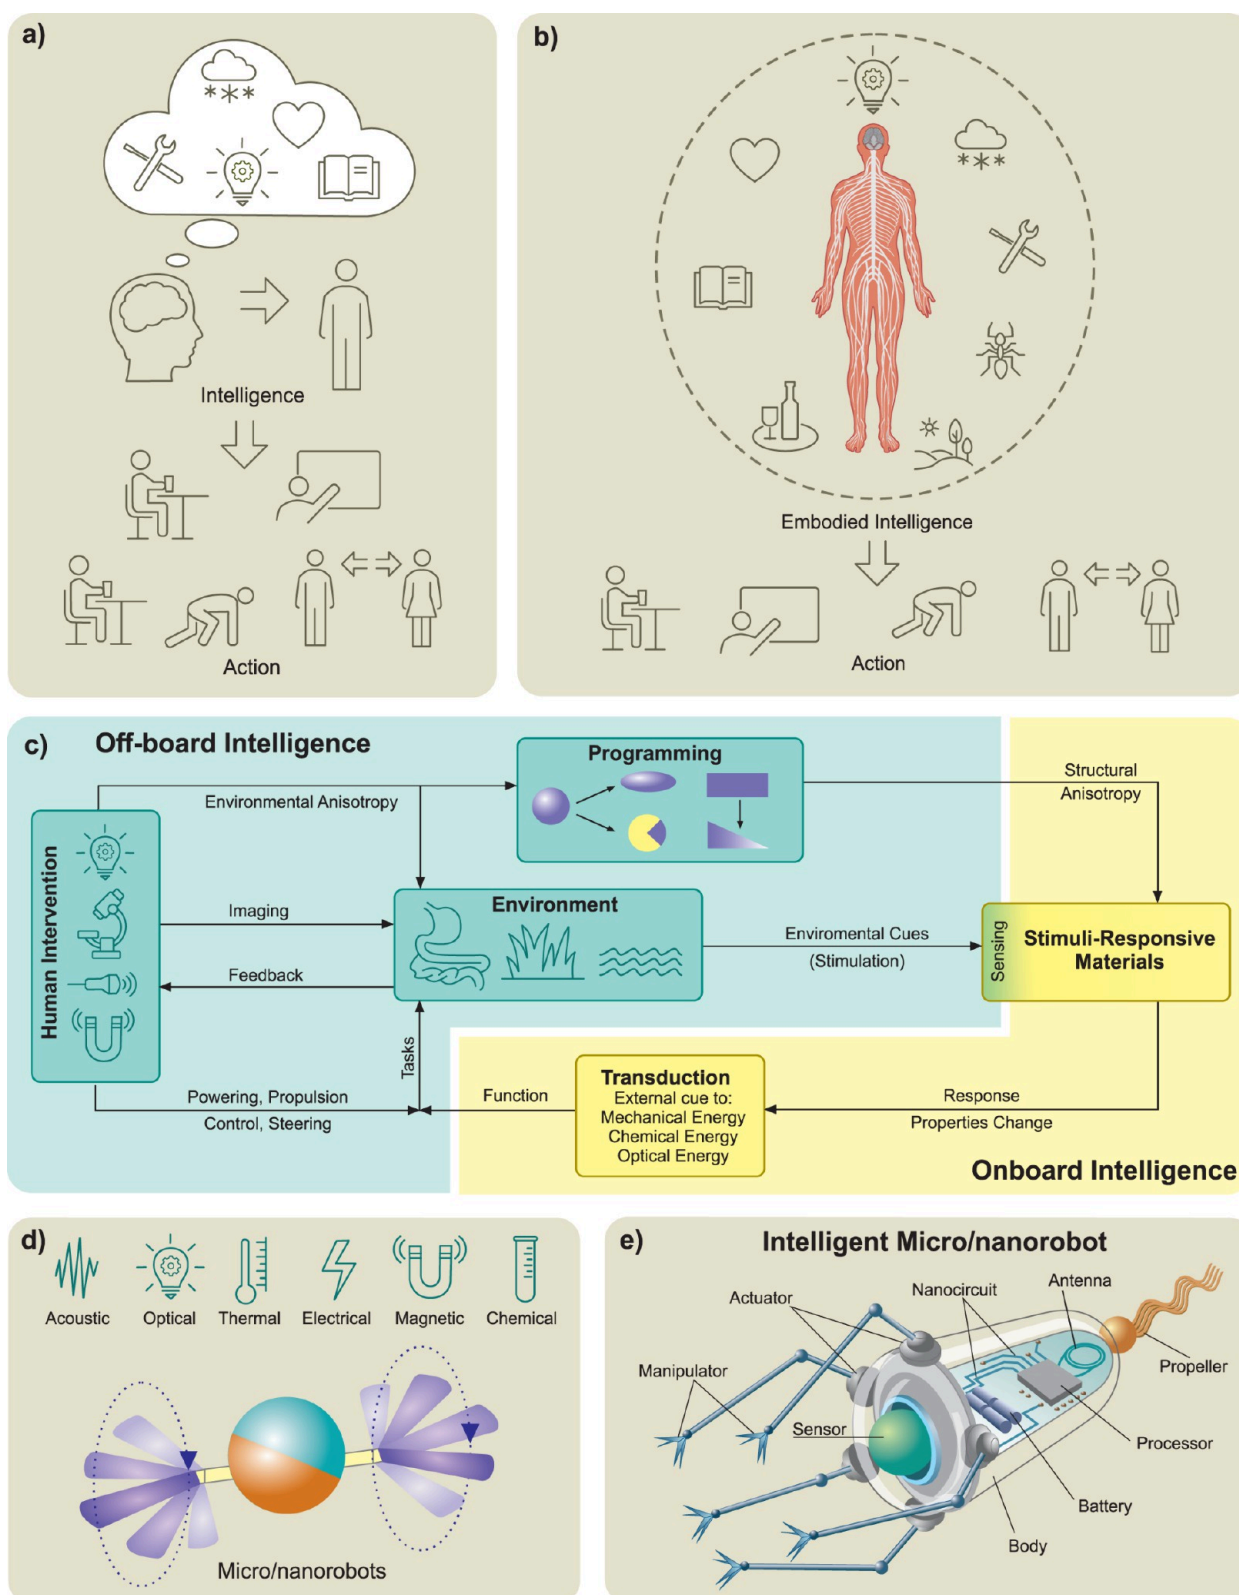 a)
Intelligence
Action
b)
Embodied Intelligence
Action
c)
Off-board Intelligence
Programming
Environmental Anisotropy
Structural
Anisotropy
Human Intervention
Imaging
Environment
Enviromental Cues
(Stimulation)
Sensing
Stimuli-Responsive
Materials
Feedback
Tasks
Powering, Propulsion
Control, Steering
Function
Transduction
External cue to:
Mechanical Energy
Chemical Energy
Optical Energy
Response
Properties Change
Onboard Intelligence
d)
Acoustic
Optical
Thermal
Electrical
Magnetic
Chemical
Micro/nanorobots
e)
Intelligent Micro/nanorobot
Actuator
Nanocircuit
Antenna
Manipulator
Propeller
Sensor
Processor
Battery
Body